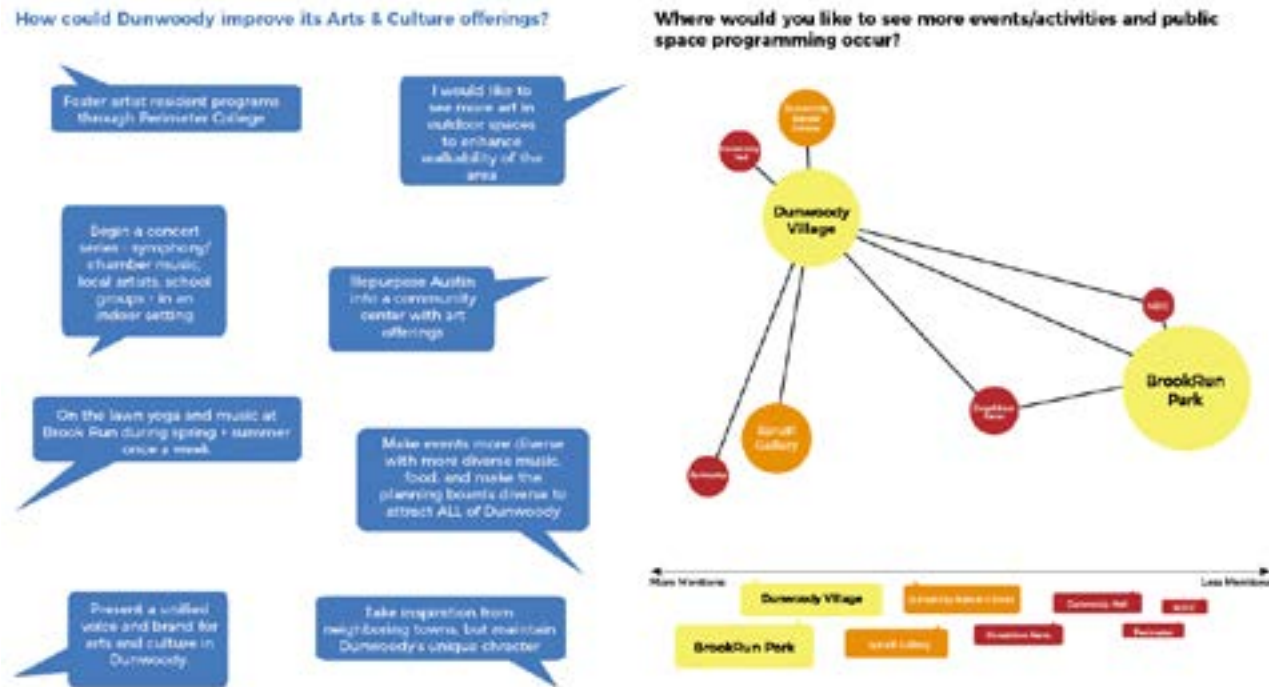 How could Dunwoody improve its Arts & Culture offerings?
Foster artist resident programs
through Perimeter College
I would like to
see more art in
outdoor spaces
to enhance
walkability of the
area
Begin a concert
series - symphony/
chamber music,
local artists, school
groups - in an
indoor setting
Repurpose Austin
into a community
center with art
offerings
On the lawn yoga and music at
Brook Run during spring + summer
once a week
Make events more diverse
with more diverse music,
food, and make the
planning boards diverse to
attract ALL of Dunwoody
Present a unified
voice and brand for
arts and culture in
Dunwoody
Take inspiration from
neighboring towns, but maintain
Dunwoody's unique chracter
Where would you like to see more events/activities and public
space programming occur?
Dunwoody
Village
BrookRun
Park
Spruill
Gallery
Perimeter
More Mentions
Less Mentions
Dunwoody Village
BrookRun Park
Spruill Gallery
Perimeter